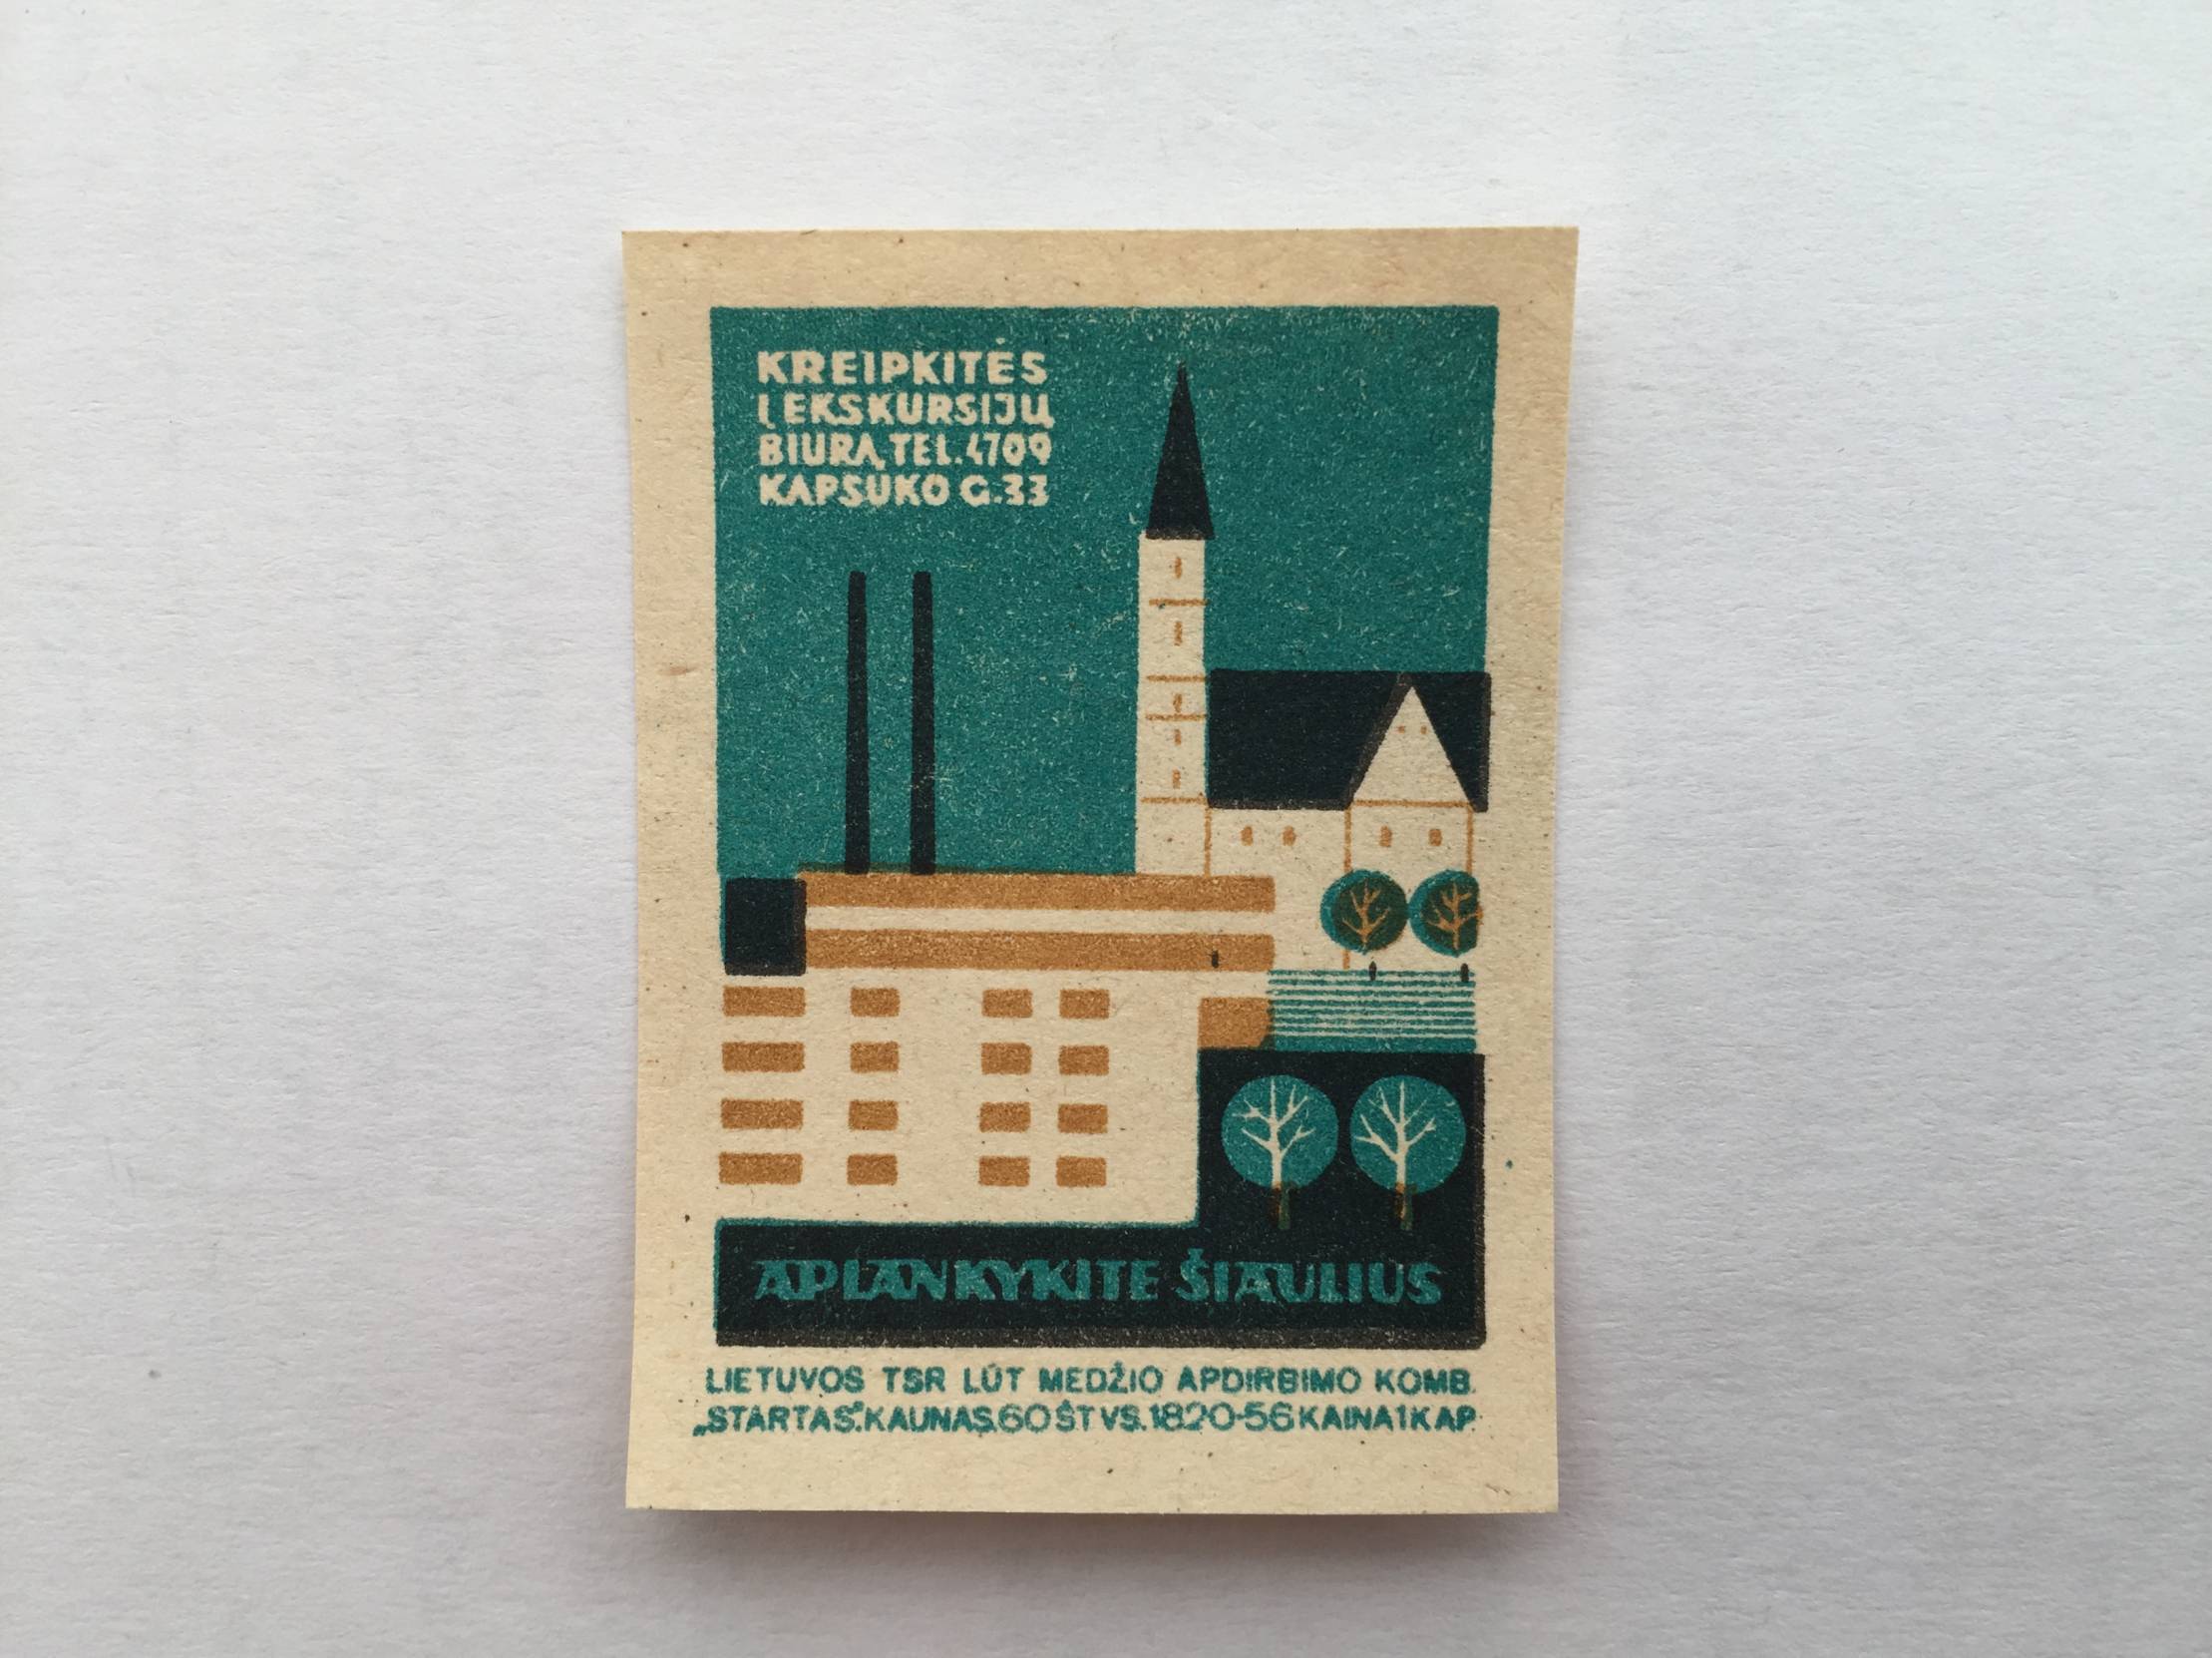 KREIPKITĖS
Į EKSKURSIJŲ
BIURĄ, TEL. 4709
KAPSUKO G. 33
APLANKYKITE ŠIAULIUS
LIETUVOS TSR LŪT MEDŽIO APDIRBIMO KOMB.
„STARTAS”. KAUNAS. 60 ŠT VS. 1820-56 KAINA 1 KAP.